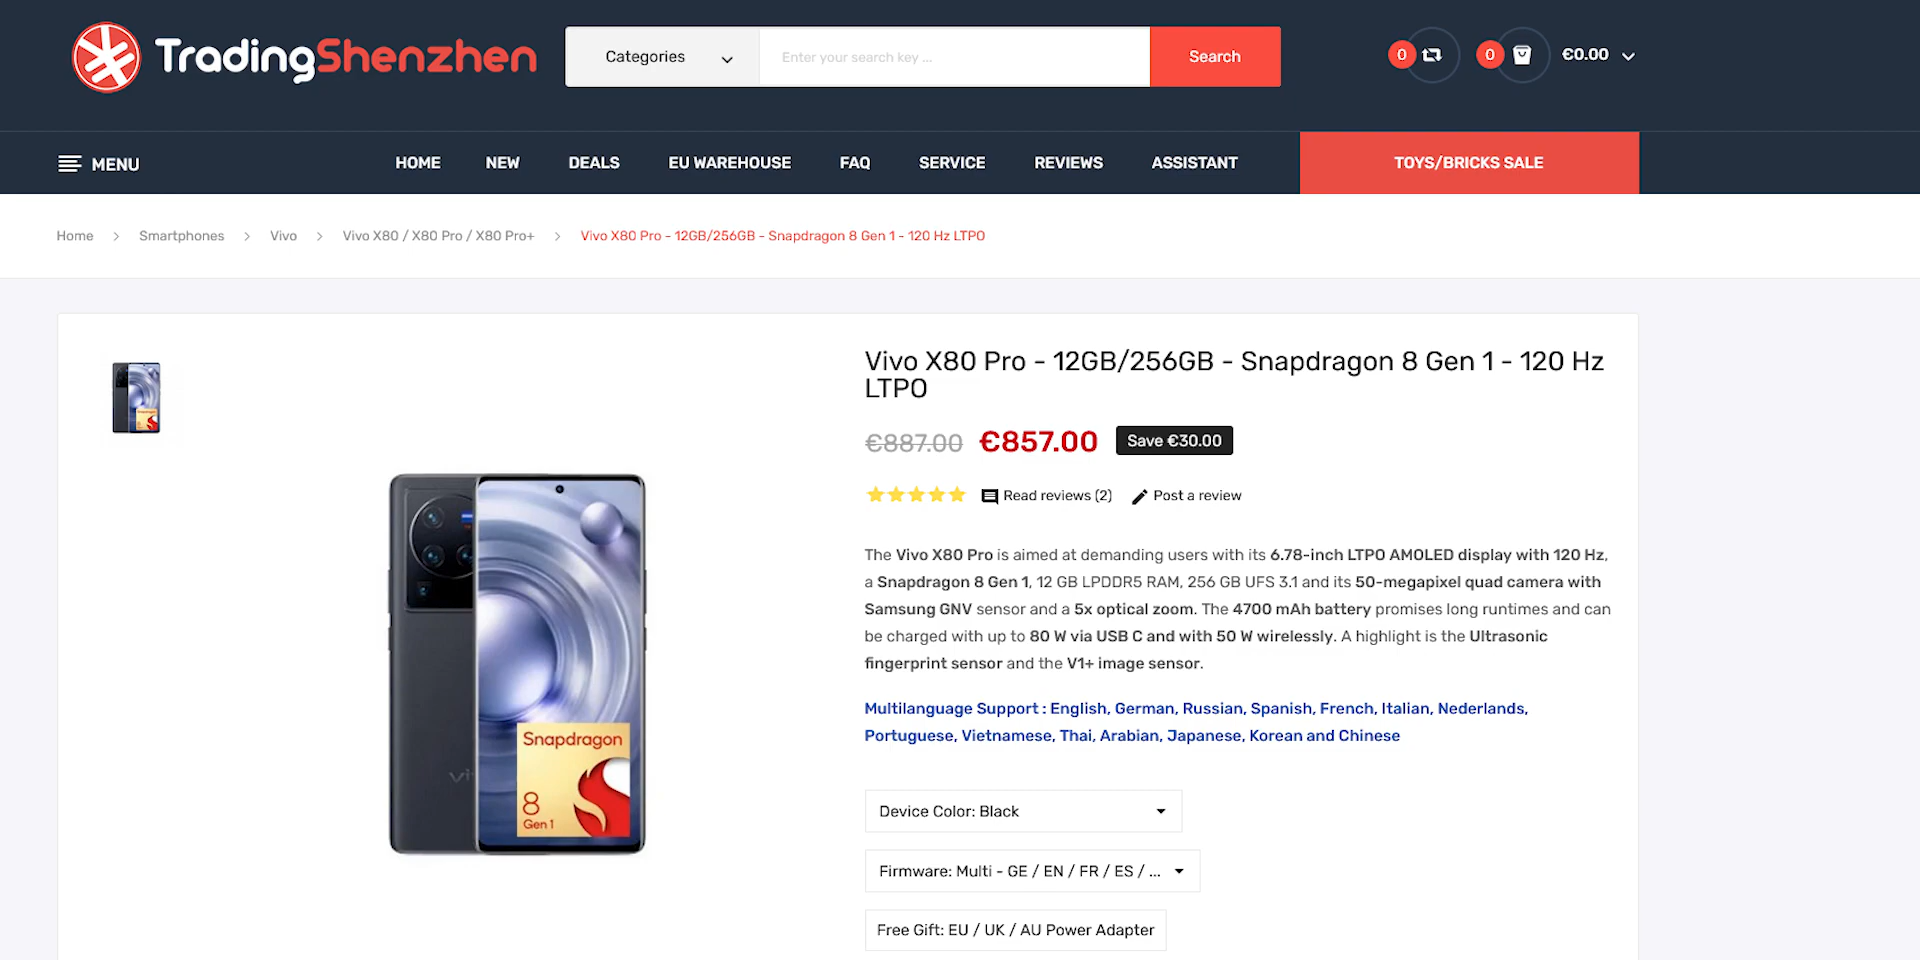 TradingShenzhen
Categories
Enter your search key ...
Search
0
0
€0.00
MENU
HOME
NEW
DEALS
EU WAREHOUSE
FAQ
SERVICE
REVIEWS
ASSISTANT
TOYS/BRICKS SALE
Home > Smartphones > Vivo > Vivo X80 / X80 Pro / X80 Pro+ > Vivo X80 Pro - 12GB/256GB - Snapdragon 8 Gen 1 - 120 Hz LTPO
Vivo X80 Pro - 12GB/256GB - Snapdragon 8 Gen 1 - 120 Hz
LTPO
€887.00 €857.00 Save €30.00
Read reviews (2) Post a review
The Vivo X80 Pro is aimed at demanding users with its 6.78-inch LTPO AMOLED display with 120 Hz,
a Snapdragon 8 Gen 1, 12 GB LPDDR5 RAM, 256 GB UFS 3.1 and its 50-megapixel quad camera with
Samsung GNV sensor and a 5x optical zoom. The 4700 mAh battery promises long runtimes and can
be charged with up to 80 W via USB C and with 50 W wirelessly. A highlight is the Ultrasonic
fingerprint sensor and the V1+ image sensor.
Multilanguage Support : English, German, Russian, Spanish, French, Italian, Nederlands,
Portuguese, Vietnamese, Thai, Arabian, Japanese, Korean and Chinese
Snapdragon
8
Gen 1
Device Color: Black
Firmware: Multi - GE / EN / FR / ES / ...
Free Gift: EU / UK / AU Power Adapter